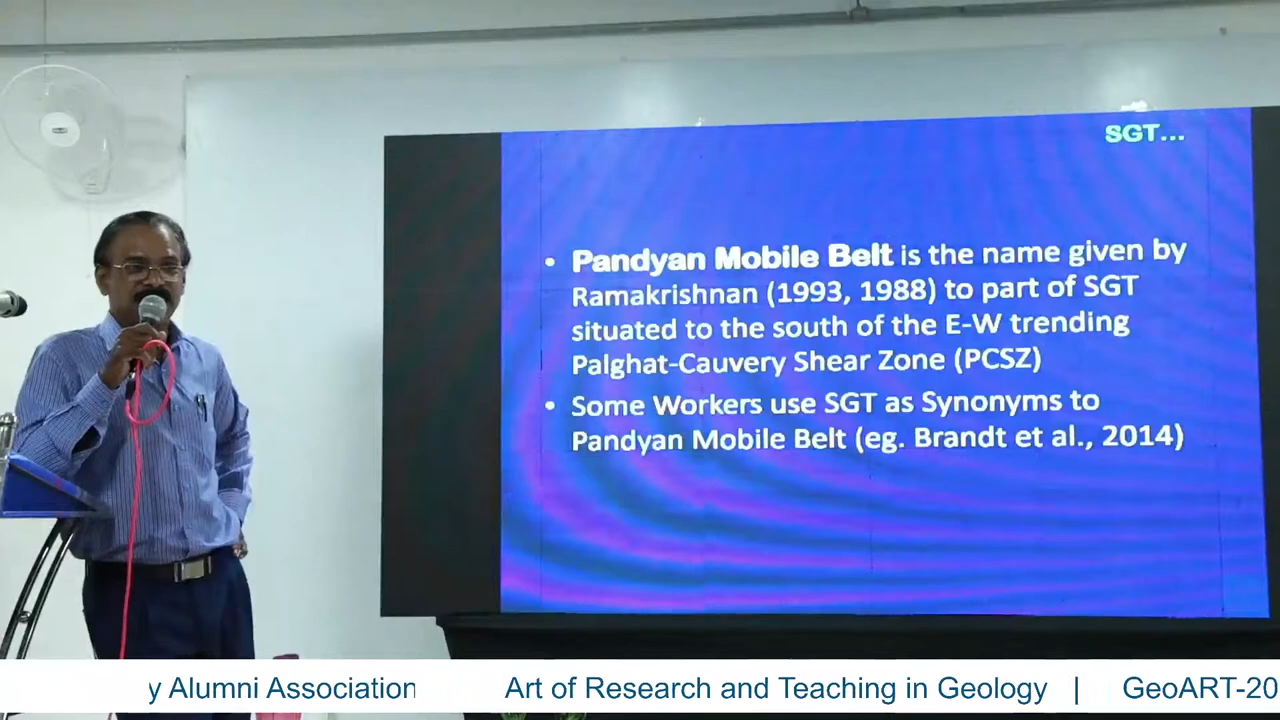 SGT...
• Pandyan Mobile Belt is the name given by
Ramakrishnan (1993, 1988) to part of SGT
situated to the south of the E-W trending
Palghat-Cauvery Shear Zone (PCSZ)
• Some Workers use SGT as Synonyms to
Pandyan Mobile Belt (eg. Brandt et al., 2014)
y Alumni Association Art of Research and Teaching in Geology | GeoART-20